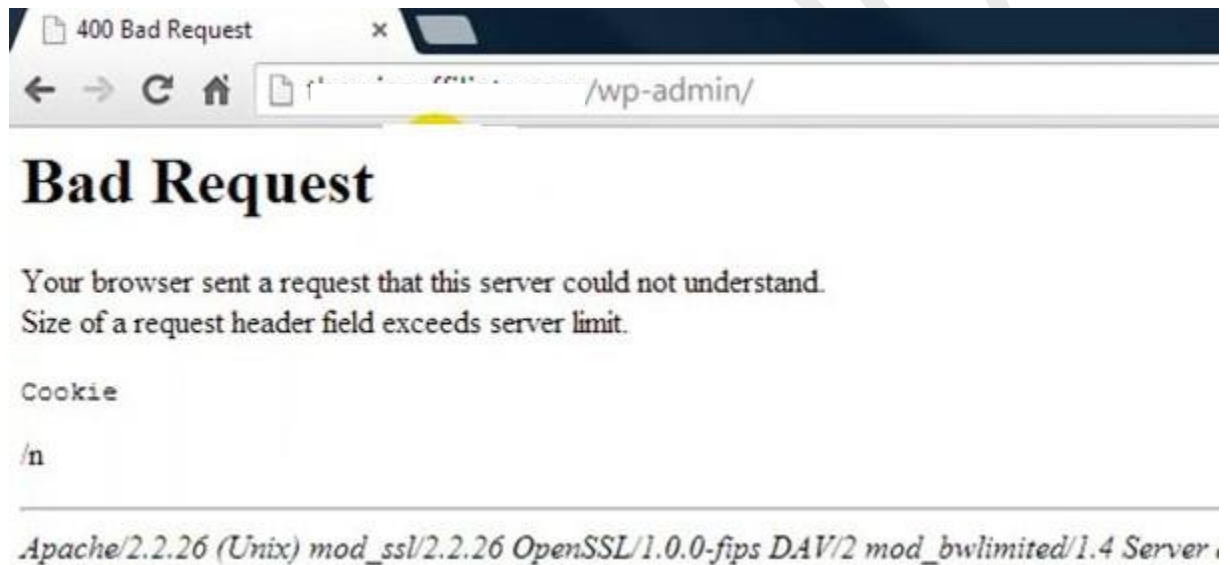 400 Bad Request
/wp-admin/
Bad Request
Your browser sent a request that this server could not understand.
Size of a request header field exceeds server limit.
Cookie
/n
Apache/2.2.26 (Unix) mod_ssl/2.2.26 OpenSSL/1.0.0-fips DAV/2 mod_bwlimited/1.4 Server